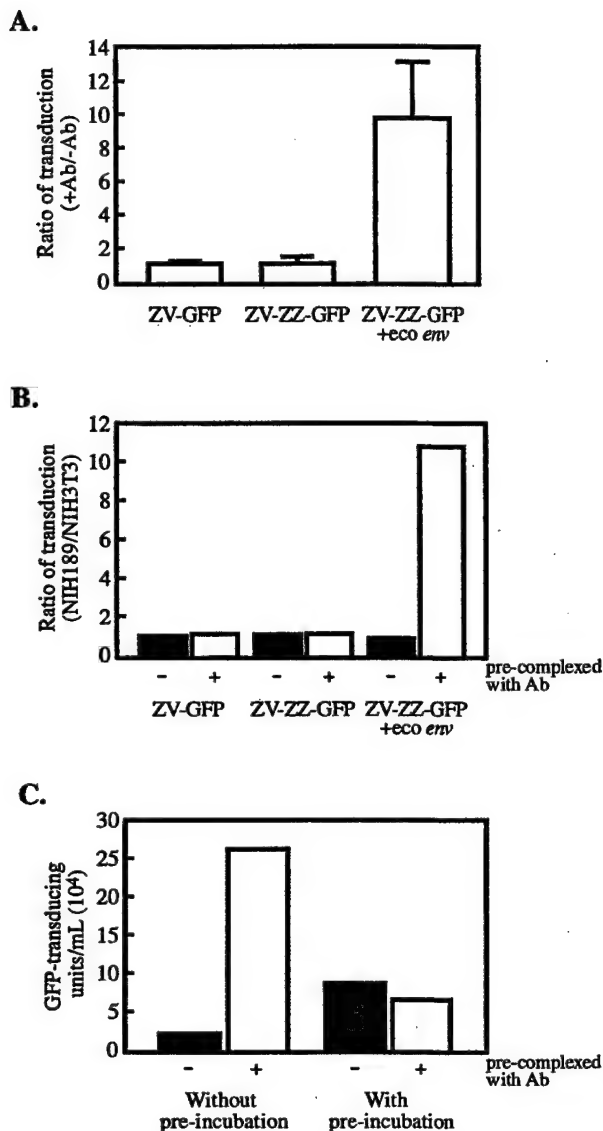 A.
14
12
10
8
6
4
2
0
Ratio of transduction
(+Ab/-Ab)
ZV-GFP
ZV-ZZ-GFP
ZV-ZZ-GFP
+eco env
B.
12
10
8
6
4
2
0
Ratio of transduction
(NIH189/NIH3T3)
- + - + - +
pre-complexed
with Ab
ZV-GFP
ZV-ZZ-GFP
ZV-ZZ-GFP
+eco env
C.
30
25
20
15
10
5
0
GFP-transducing
units/mL (10⁴)
- + - +
pre-complexed
with Ab
Without
pre-incubation
With
pre-incubation